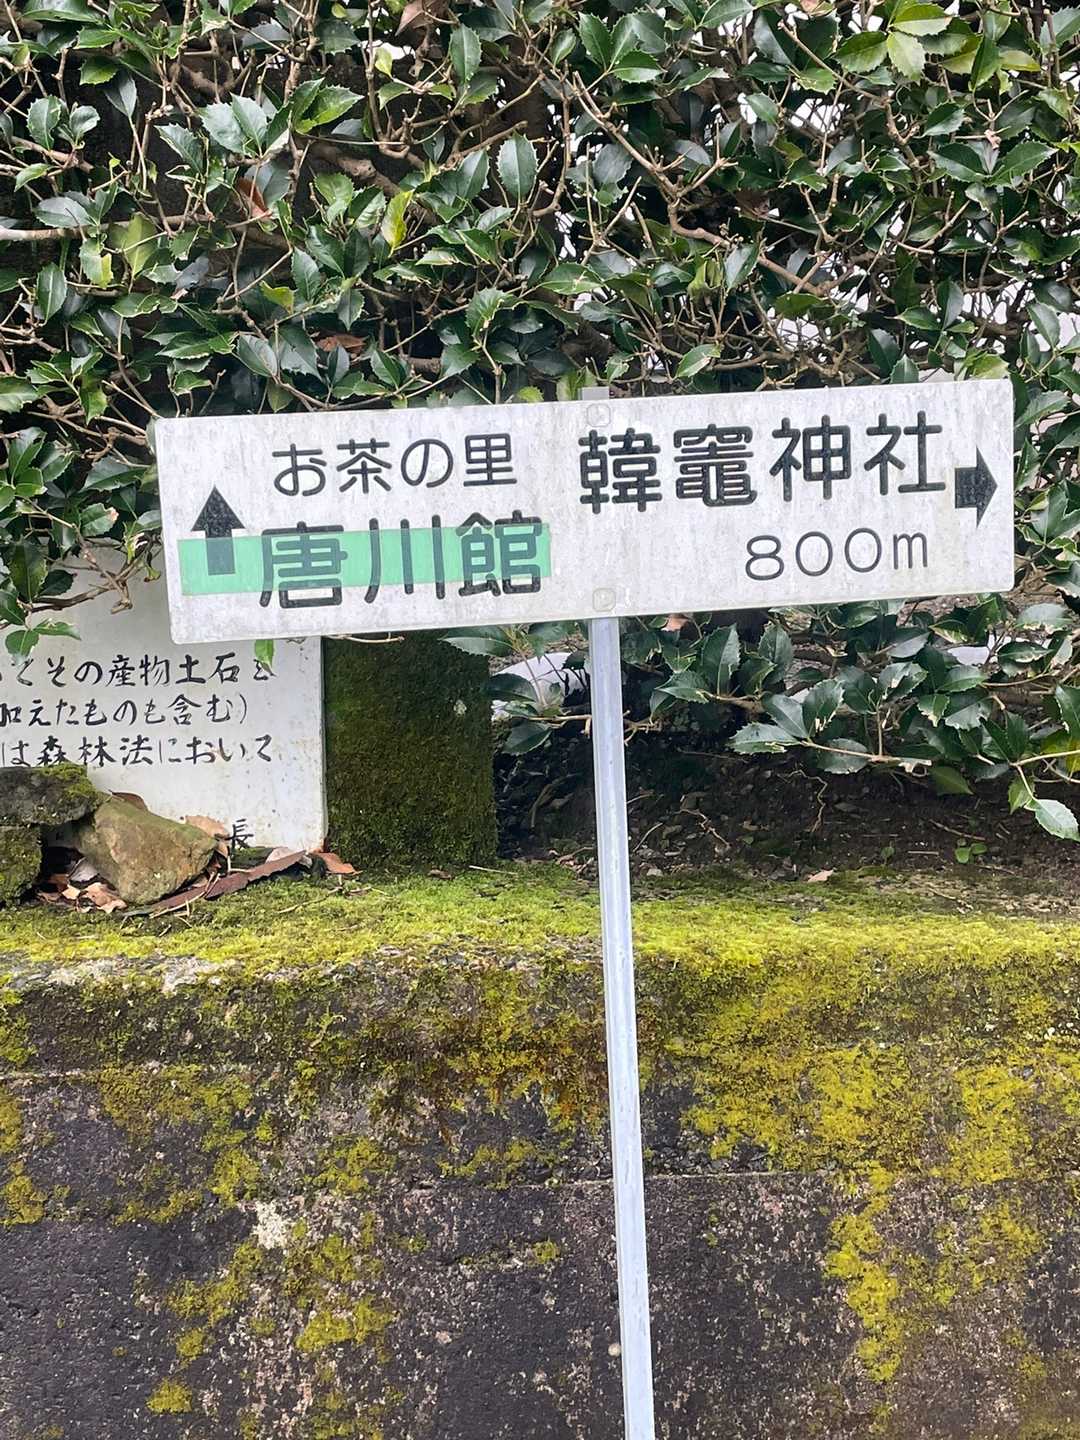 お茶の里
唐川館
韓竈神社
800m
とその産物土石を
加えたものも含む)
は森林法において
長